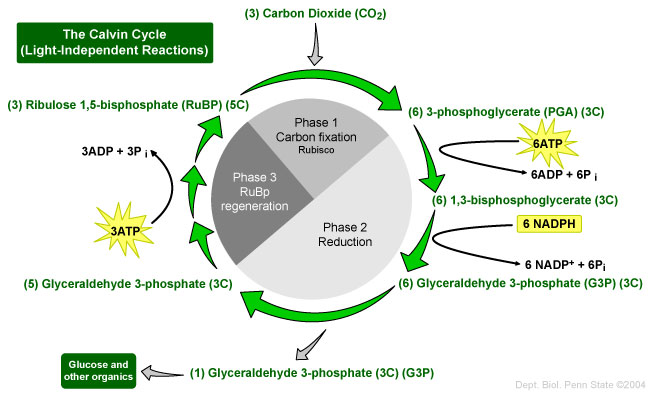 The Calvin Cycle
(Light-Independent Reactions)
(3) Carbon Dioxide (CO₂)
(3) Ribulose 1,5-bisphosphate (RuBP) (5C)
(6) 3-phosphoglycerate (PGA) (3C)
Phase 1
Carbon fixation
Rubisco
6ATP
6ADP + 6P i
3ADP + 3P i
Phase 3
RuBp
regeneration
(6) 1,3-bisphosphoglycerate (3C)
6 NADPH
3ATP
Phase 2
Reduction
6 NADP⁺ + 6Pi
(5) Glyceraldehyde 3-phosphate (3C)
(6) Glyceraldehyde 3-phosphate (G3P) (3C)
Glucose and
other organics
(1) Glyceraldehyde 3-phosphate (3C) (G3P)
Dept. Biol. Penn State ©2004